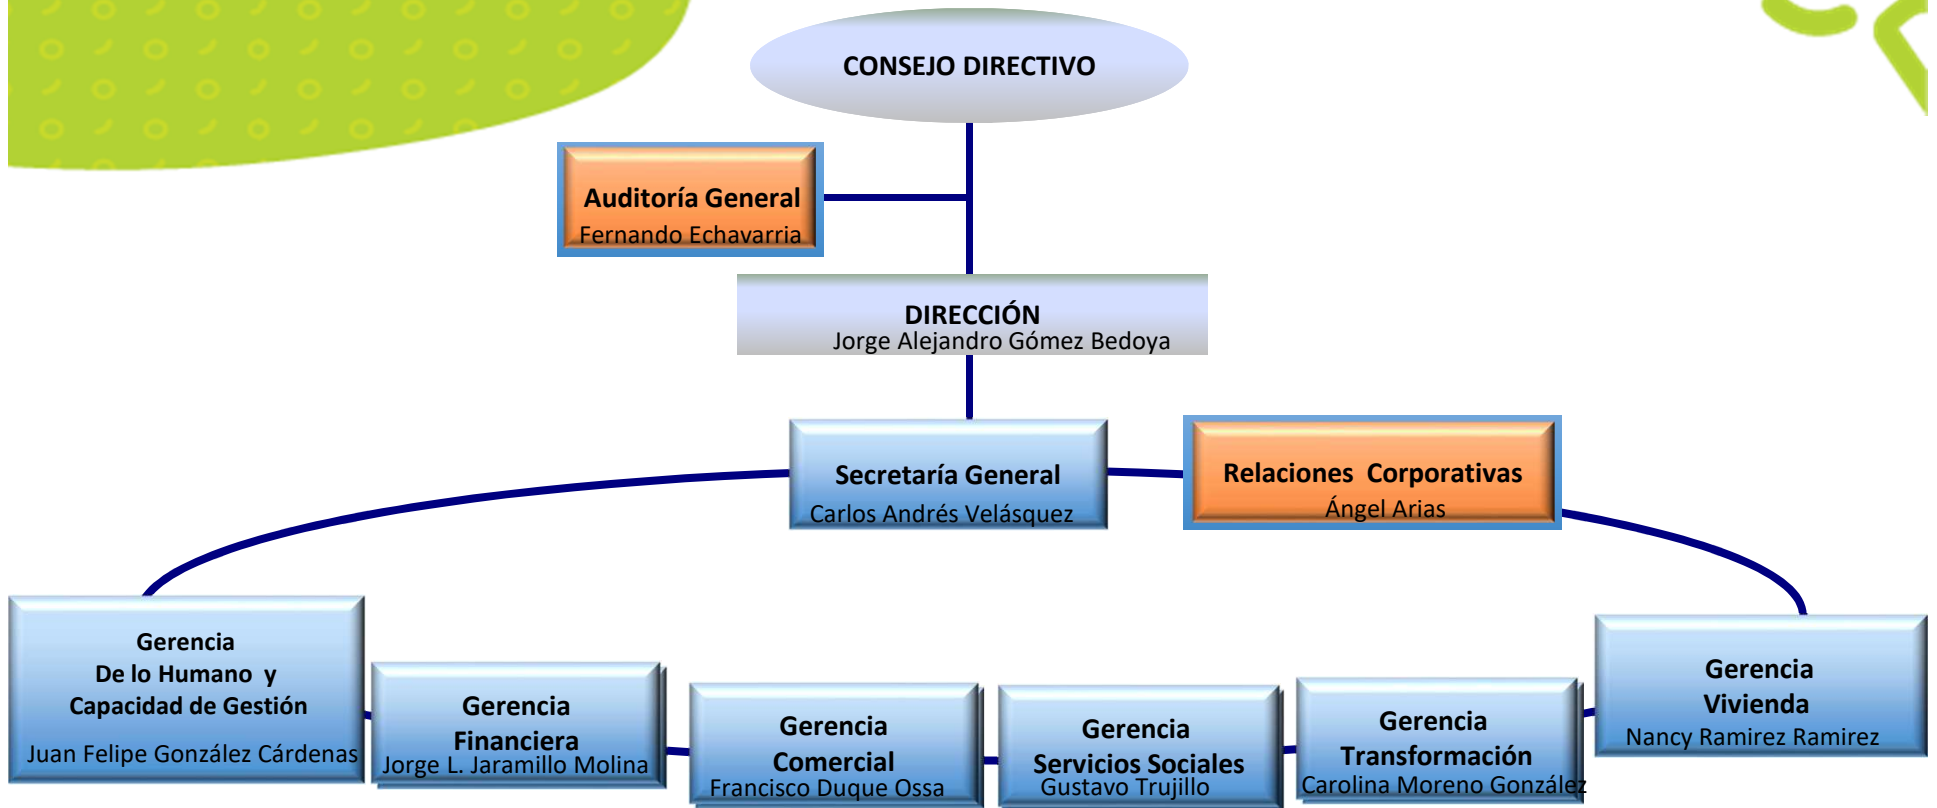 CONSEJO DIRECTIVO
Auditoría General
Fernando Echavarria
DIRECCIÓN
Jorge Alejandro Gómez Bedoya
Secretaría General
Carlos Andrés Velásquez
Relaciones Corporativas
Ángel Arias
Gerencia
De lo Humano y
Capacidad de Gestión
Juan Felipe González Cárdenas
Gerencia
Financiera
Jorge L. Jaramillo Molina
Gerencia
Comercial
Francisco Duque Ossa
Gerencia
Servicios Sociales
Gustavo Trujillo
Gerencia
Transformación
Carolina Moreno González
Gerencia
Vivienda
Nancy Ramirez Ramirez